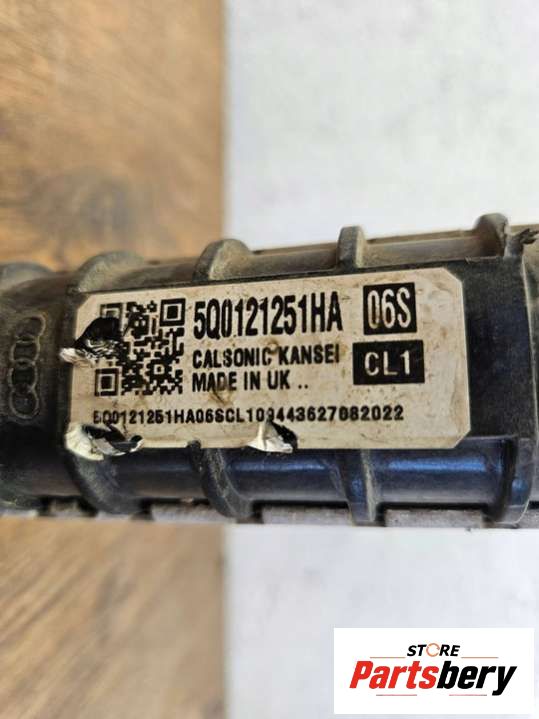 5Q0121251HA 06S
CALSONIC KANSEI
MADE IN UK ..
CL1
5Q0121251HA06SCL109443627082022
STORE
Partsbery